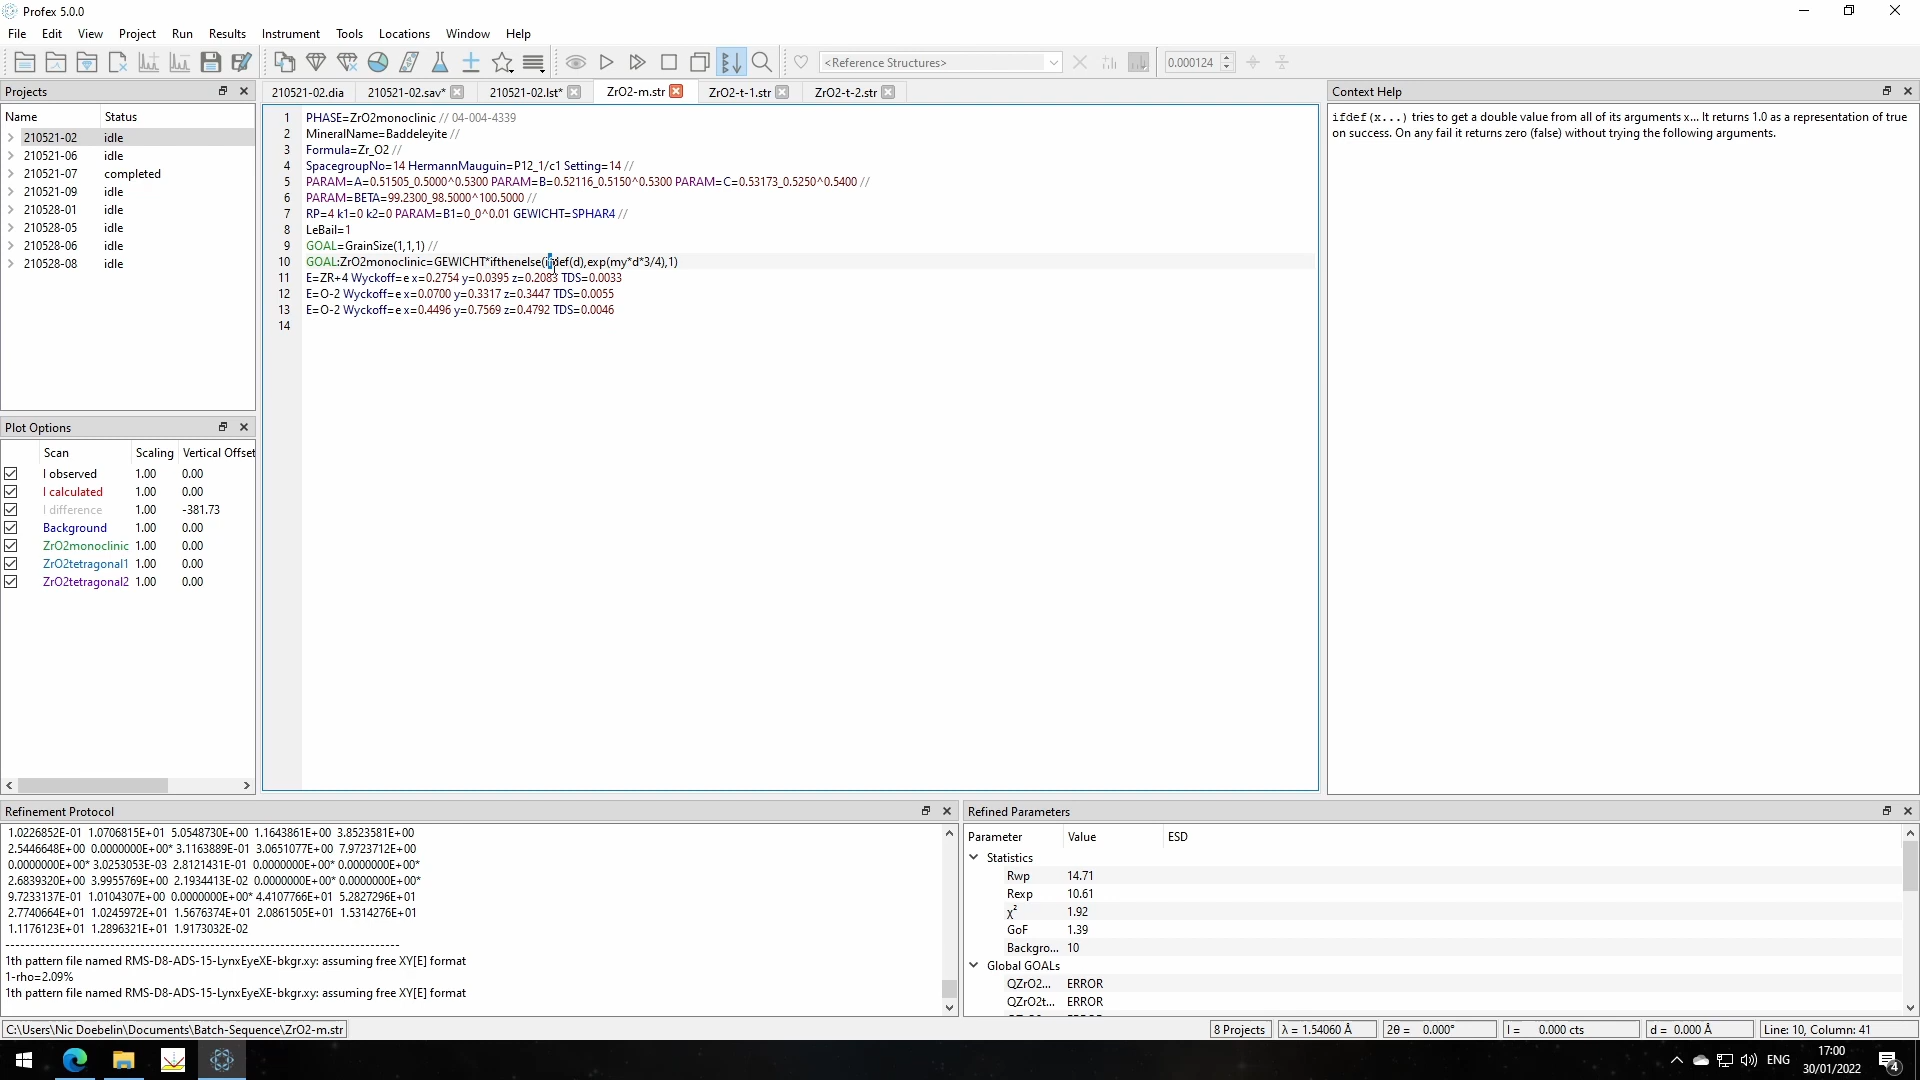 Profex 5.0.0
File Edit View Project Run Results Instrument Tools Locations Window Help
<Reference Structures>
0.000124
Projects
Name Status
210521-02 idle
210521-06 idle
210521-07 completed
210521-09 idle
210528-01 idle
210528-05 idle
210528-06 idle
210528-08 idle
Plot Options
Scan Scaling Vertical Offset
I observed 1.00 0.00
I calculated 1.00 0.00
I difference 1.00 -381.73
Background 1.00 0.00
ZrO2monoclinic 1.00 0.00
ZrO2tetragonal1 1.00 0.00
ZrO2tetragonal2 1.00 0.00
210521-02.dia 210521-02.sav* 210521-02.lst* ZrO2-m.str ZrO2-t-1.str ZrO2-t-2.str
1 PHASE=ZrO2monoclinic // 04-004-4339
2 MineralName=Baddeleyite //
3 Formula=Zr_O2 //
4 SpacegroupNo=14 HermannMauguin=P12_1/c1 Setting=14 //
5 PARAM=A=0.51505_0.5000^0.5300 PARAM=B=0.52116_0.5150^0.5300 PARAM=C=0.53173_0.5250^0.5400 //
6 PARAM=BETA=99.2300_98.5000^100.5000 //
7 RP=4 k1=0 k2=0 PARAM=B1=0_0^0.01 GEWICHT=SPHAR4 //
8 LeBail=1
9 GOAL=GrainSize(1,1,1) //
10 GOAL:ZrO2monoclinic=GEWICHT*ifthenelse(ifdef(d),exp(my*d*3/4),1)
11 E=ZR+4 Wyckoff=e x=0.2754 y=0.0395 z=0.2083 TDS=0.0033
12 E=O-2 Wyckoff=e x=0.0700 y=0.3317 z=0.3447 TDS=0.0055
13 E=O-2 Wyckoff=e x=0.4496 y=0.7569 z=0.4792 TDS=0.0046
14
Context Help
ifdef(x...) tries to get a double value from all of its arguments x... It returns 1.0 as a representation of true
on success. On any fail it returns zero (false) without trying the following arguments.
Refinement Protocol
1.0226852E-01 1.0706815E+01 5.0548730E+00 1.1643861E+00 3.8523581E+00
2.5446648E+00 0.0000000E+00* 3.1163889E-01 3.0651077E+00 7.9723712E+00
0.0000000E+00* 3.0253053E-03 2.8121431E-01 0.0000000E+00* 0.0000000E+00*
2.6839320E+00 3.9955769E+00 2.1934413E-02 0.0000000E+00* 0.0000000E+00*
9.7233137E-01 1.0104307E+00 0.0000000E+00* 4.4107766E+01 5.2827296E+01
2.7740664E+01 1.0245972E+01 1.5676374E+01 2.0861505E+01 1.5314276E+01
1.1176123E+01 1.2896321E+01 1.9173032E-02
--------------------------------------------------------------------------------
1th pattern file named RMS-D8-ADS-15-LynxEyeXE-bkgr.xy: assuming free XY[E] format
1-rho=2.09%
1th pattern file named RMS-D8-ADS-15-LynxEyeXE-bkgr.xy: assuming free XY[E] format
Refined Parameters
Parameter Value ESD
Statistics
Rwp 14.71
Rexp 10.61
χ² 1.92
GoF 1.39
Backgro... 10
Global GOALs
QZrO2... ERROR
QZrO2t... ERROR
C:\Users\Nic Doebelin\Documents\Batch-Sequence\ZrO2-m.str
8 Projects λ = 1.54060 Å 2θ = 0.000° I = 0.000 cts d = 0.000 Å Line: 10, Column: 41
ENG
17:00
30/01/2022
4